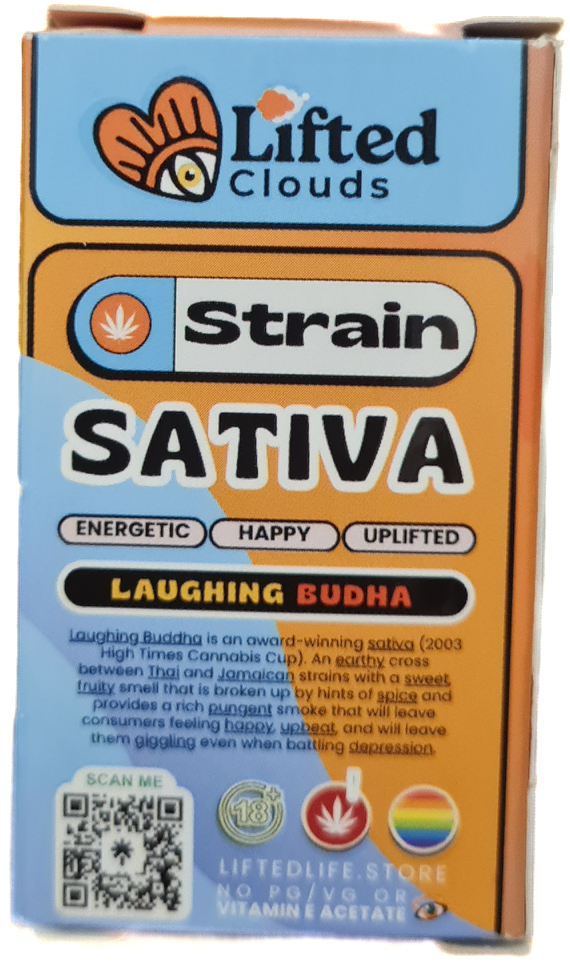 Lifted
Clouds
Strain
SATIVA
ENERGETIC HAPPY UPLIFTED
LAUGHING BUDHA
Laughing Buddha is an award-winning sativa (2003
High Times Cannabis Cup). An earthy cross
between Thai and Jamaican strains with a sweet,
fruity smell that is broken up by hints of spice and
provides a rich pungent smoke that will leave
consumers feeling happy, upbeat, and will leave
them giggling even when battling depression.
SCAN ME
18+
!
LIFTEDLIFE.STORE
NO PG/VG OR
VITAMIN E ACETATE